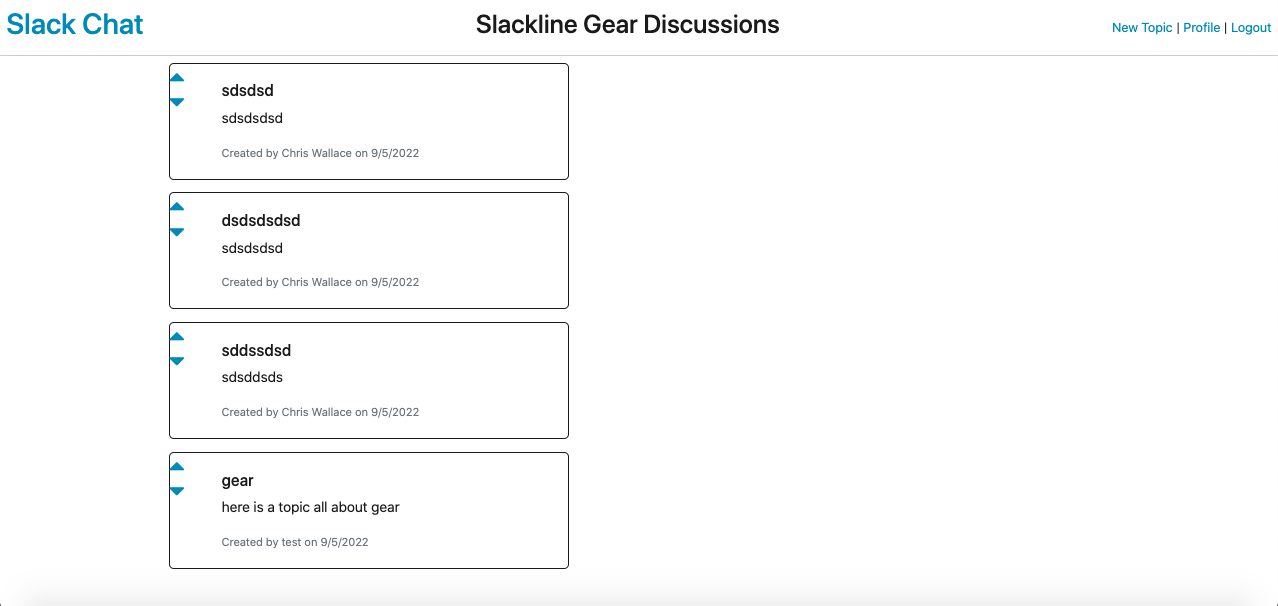 Slack Chat
Slackline Gear Discussions
New Topic | Profile | Logout
sdsdsd
sdsdsdsd
Created by Chris Wallace on 9/5/2022
dsdsdsdsd
sdsdsdsd
Created by Chris Wallace on 9/5/2022
sddssdsd
sdsddsds
Created by Chris Wallace on 9/5/2022
gear
here is a topic all about gear
Created by test on 9/5/2022